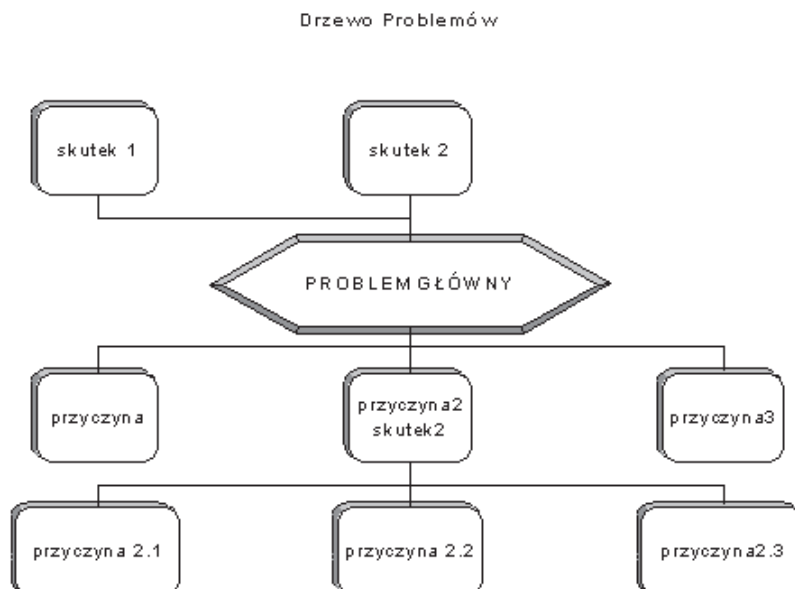 Drzewo Problemów
skutek 1
skutek 2
PROBLEM GŁÓWNY
przyczyna
przyczyna2
skutek2
przyczyna3
przyczyna 2.1
przyczyna 2.2
przyczyna2.3